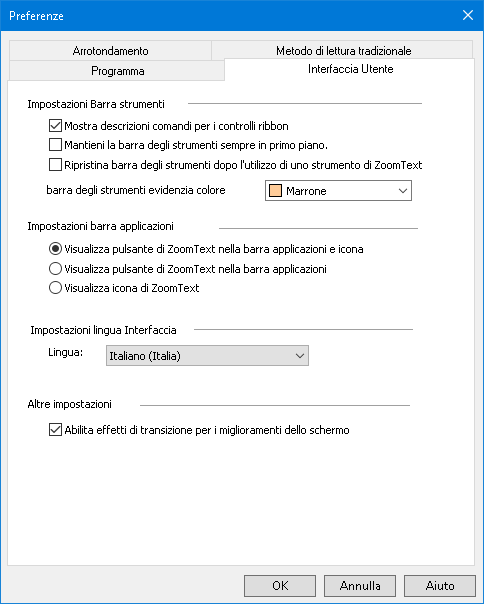 Preferenze
Arrotondamento
Metodo di lettura tradizionale
Programma
Interfaccia Utente
Impostazioni Barra strumenti
Mostra descrizioni comandi per i controlli ribbon
Mantieni la barra degli strumenti sempre in primo piano.
Ripristina barra degli strumenti dopo l'utilizzo di uno strumento di ZoomText
barra degli strumenti evidenzia colore
Marrone
Impostazioni barra applicazioni
Visualizza pulsante di ZoomText nella barra applicazioni e icona
Visualizza pulsante di ZoomText nella barra applicazioni
Visualizza icona di ZoomText
Impostazioni lingua Interfaccia
Lingua:
Italiano (Italia)
Altre impostazioni
Abilita effetti di transizione per i miglioramenti dello schermo
OK
Annulla
Aiuto